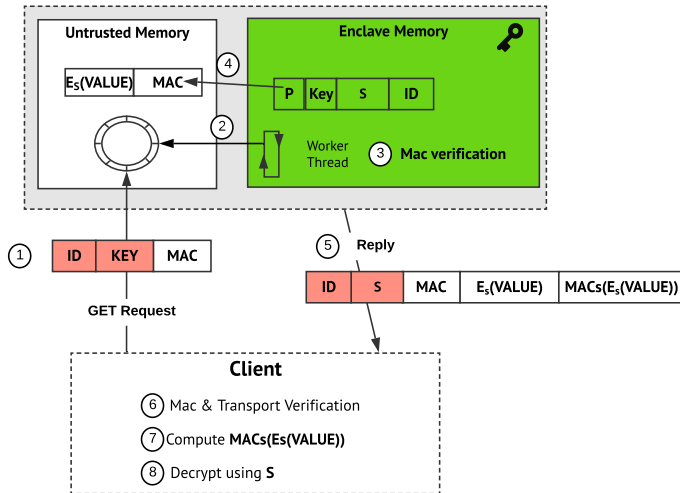 Untrusted Memory
Enclave Memory
4
ES(VALUE) MAC
P Key S ID
2
Worker
Thread
3 Mac verification
1
ID KEY MAC
5 Reply
ID S MAC Es(VALUE) MACs(Es(VALUE))
GET Request
Client
6 Mac & Transport Verification
7 Compute MACs(Es(VALUE))
8 Decrypt using S